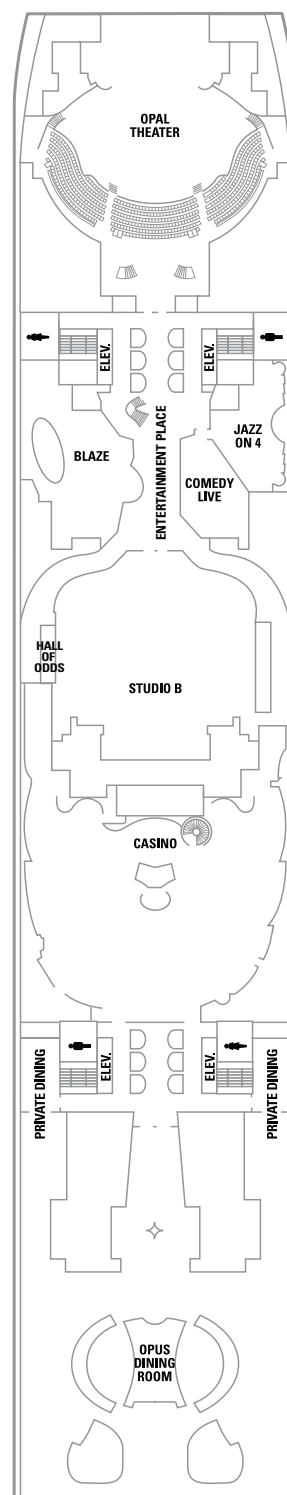 OPAL
THEATER
ELEV.
ELEV.
BLAZE
ENTERTAINMENT PLACE
JAZZ
ON 4
COMEDY
LIVE
HALL
OF
ODDS
STUDIO B
CASINO
PRIVATE DINING
ELEV.
ELEV.
PRIVATE DINING
OPUS
DINING
ROOM